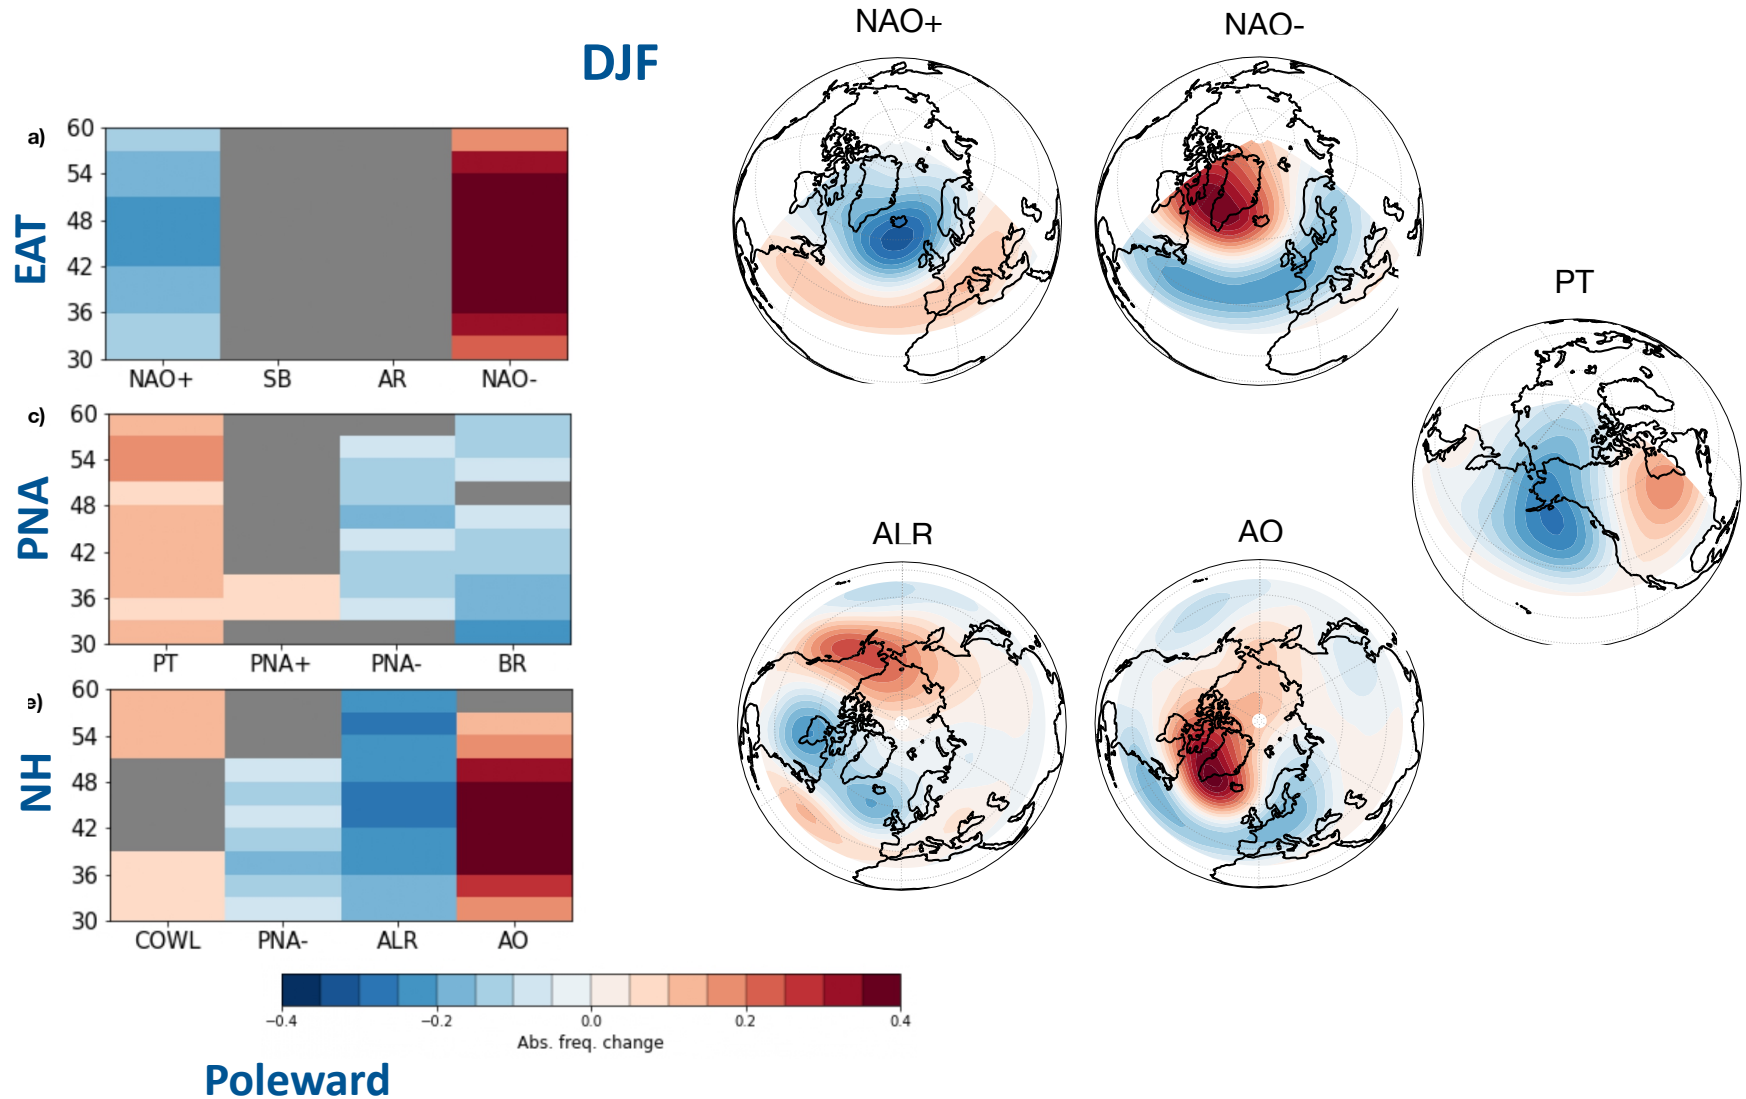 DJF
NAO+
NAO-
PT
ALR
AO
a)
EAT
60
54
48
42
36
30
NAO+ SB AR NAO-
c)
PNA
60
54
48
42
36
30
PT PNA+ PNA- BR
e)
NH
60
54
48
42
36
30
COWL PNA- ALR AO
−0.4 −0.2 0.0 0.2 0.4
Abs. freq. change
Poleward